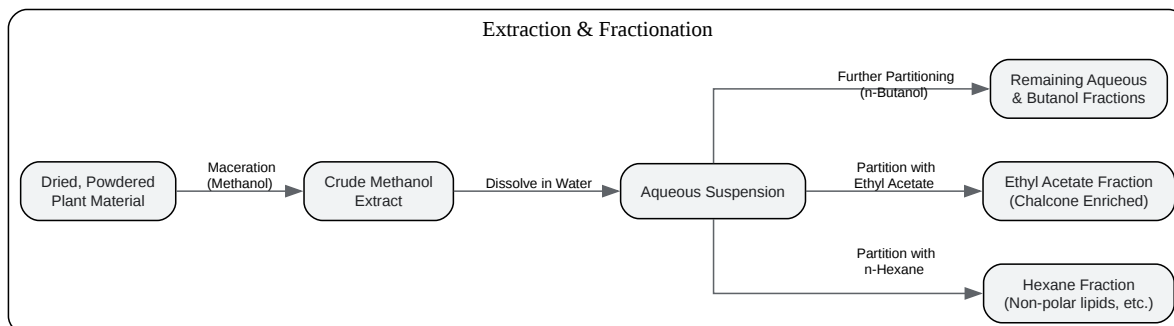 Extraction & Fractionation
Further Partitioning
(n-Butanol)
Remaining Aqueous
& Butanol Fractions
Dried, Powdered
Plant Material
Maceration
(Methanol)
Crude Methanol
Extract
Dissolve in Water
Aqueous Suspension
Partition with
Ethyl Acetate
Ethyl Acetate Fraction
(Chalcone Enriched)
Partition with
n-Hexane
Hexane Fraction
(Non-polar lipids, etc.)